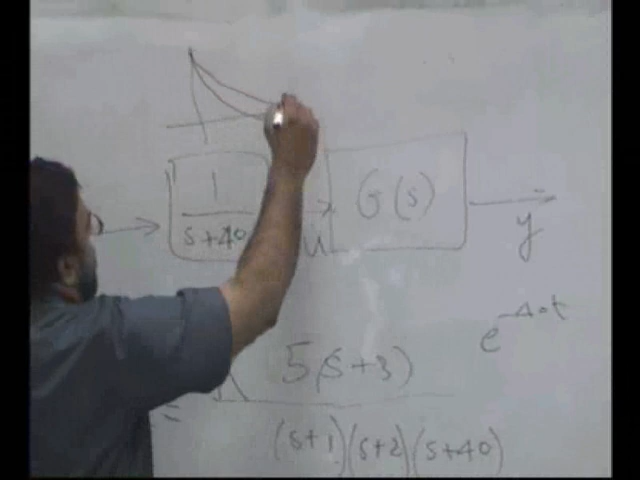 1
s+40
u
G(s)
y
e^-40t
= 5(s+3)
(s+1)(s+2)(s+40)